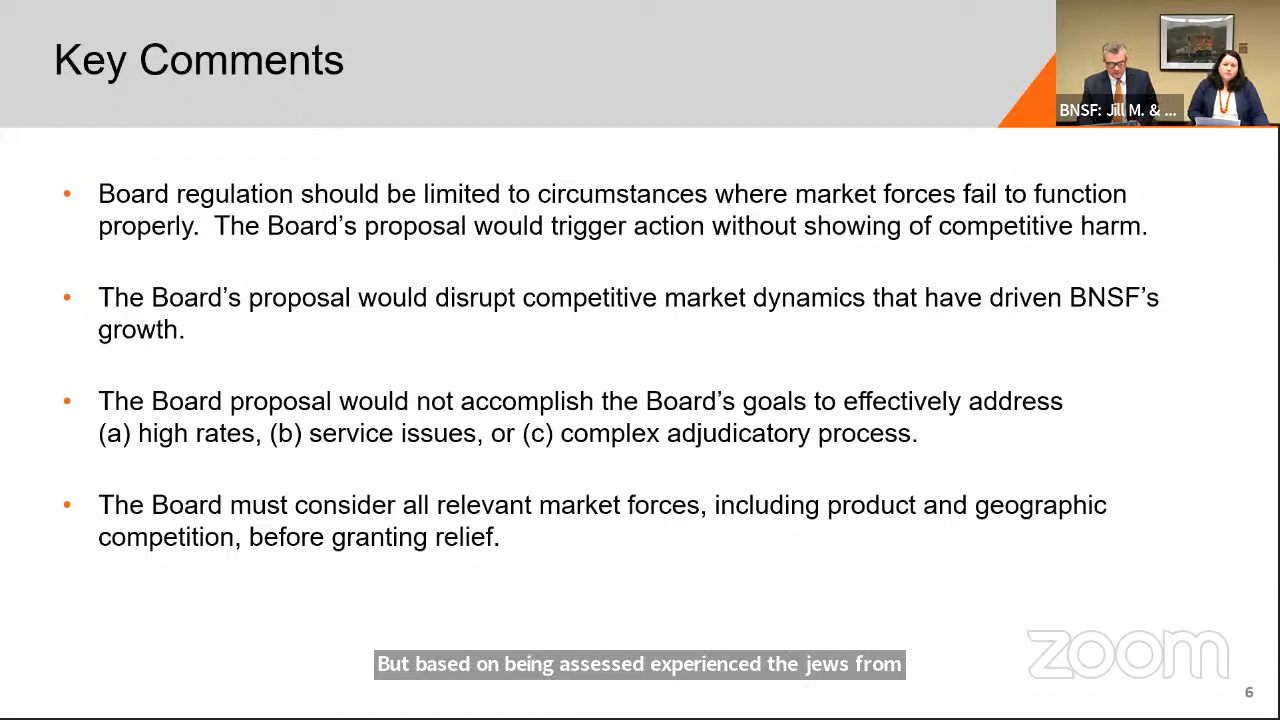 Key Comments
BNSF: Jill M. & ...
• Board regulation should be limited to circumstances where market forces fail to function
properly. The Board’s proposal would trigger action without showing of competitive harm.
• The Board’s proposal would disrupt competitive market dynamics that have driven BNSF’s
growth.
• The Board proposal would not accomplish the Board’s goals to effectively address
(a) high rates, (b) service issues, or (c) complex adjudicatory process.
• The Board must consider all relevant market forces, including product and geographic
competition, before granting relief.
But based on being assessed experienced the jews from
zoom
6